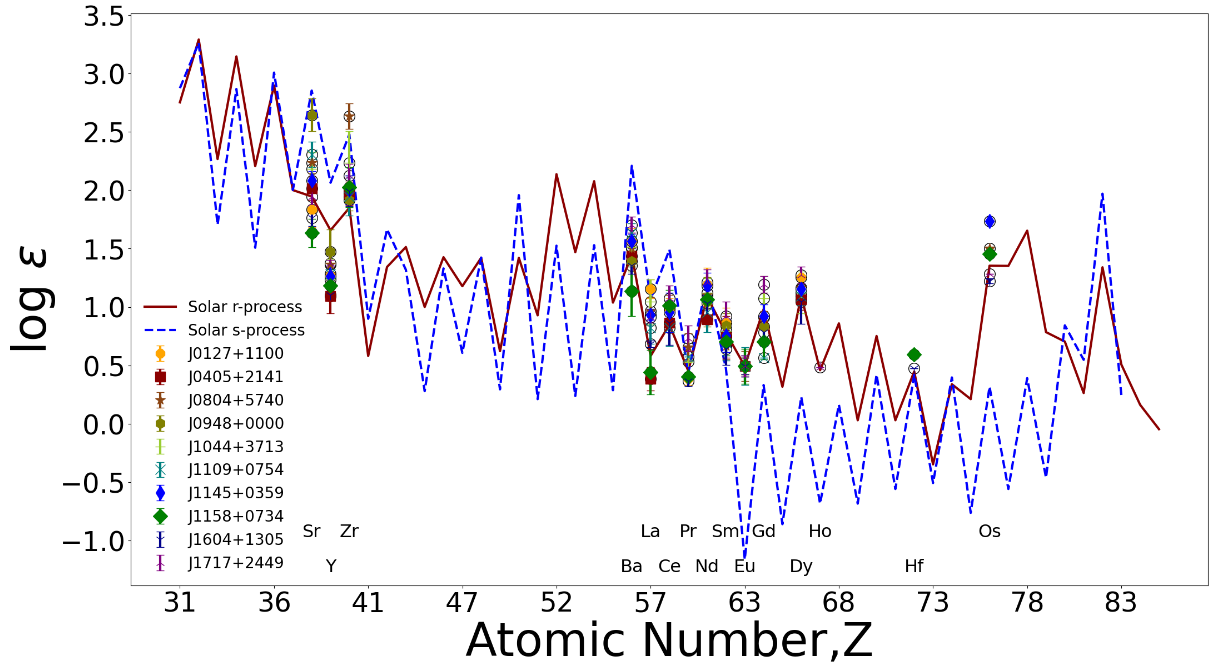 3.5
3.0
2.5
2.0
1.5
1.0
0.5
0.0
−0.5
−1.0
log ε
Solar r-process
Solar s-process
J0127+1100
J0405+2141
J0804+5740
J0948+0000
J1044+3713
J1109+0754
J1145+0359
J1158+0734
J1604+1305
J1717+2449
Sr Zr La Pr Sm Gd Ho Os
Y Ba Ce Nd Eu Dy Hf
31 36 41 47 52 57 63 68 73 78 83
Atomic Number,Z